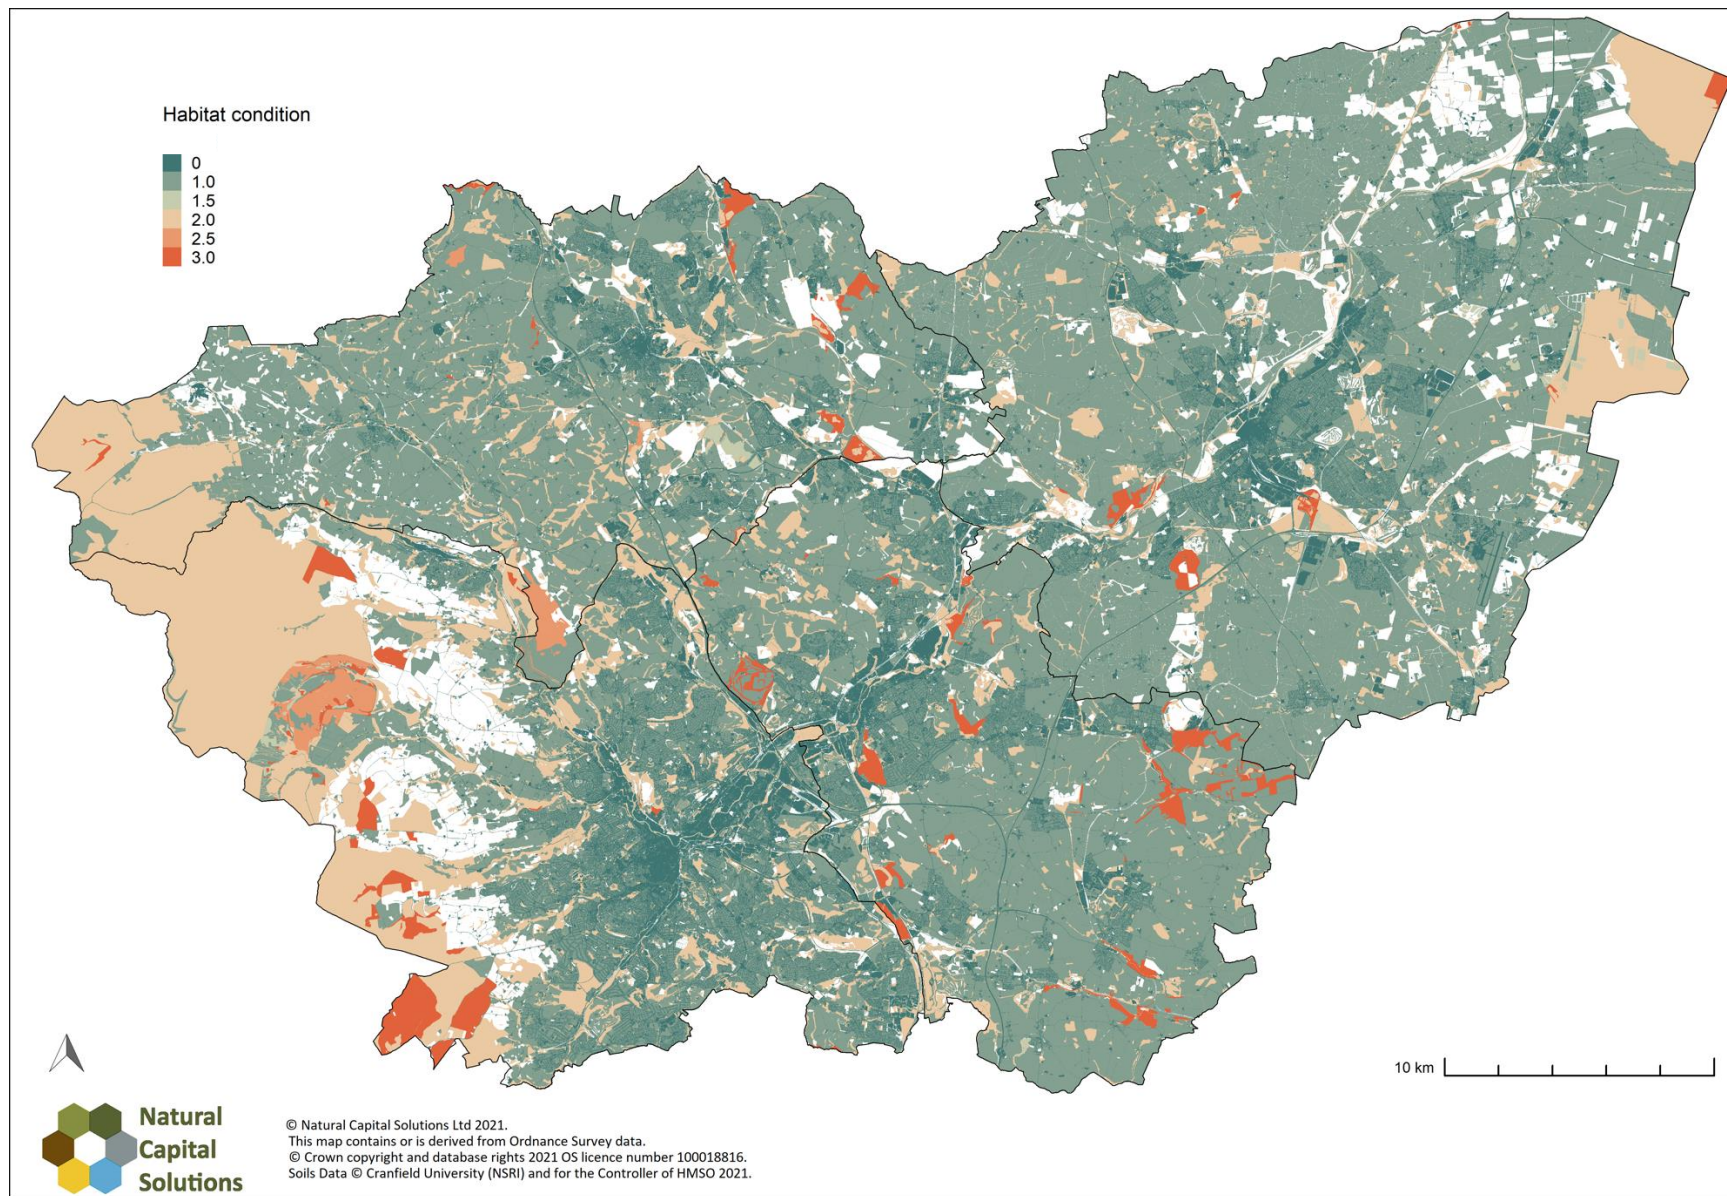 Habitat condition
0
1.0
1.5
2.0
2.5
3.0
10 km
Natural
Capital
Solutions
© Natural Capital Solutions Ltd 2021.
This map contains or is derived from Ordnance Survey data.
© Crown copyright and database rights 2021 OS licence number 100018816.
Soils Data © Cranfield University (NSRI) and for the Controller of HMSO 2021.